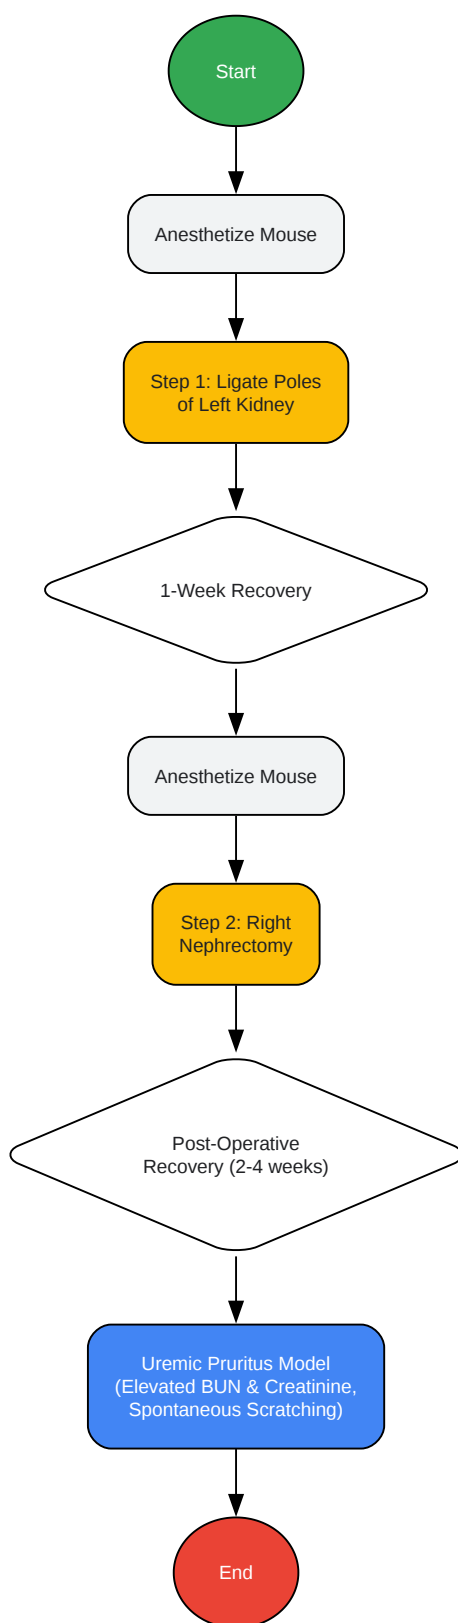 Start
Anesthetize Mouse
Step 1: Ligate Poles
of Left Kidney
1-Week Recovery
Anesthetize Mouse
Step 2: Right
Nephrectomy
Post-Operative
Recovery (2-4 weeks)
Uremic Pruritus Model
(Elevated BUN & Creatinine,
Spontaneous Scratching)
End